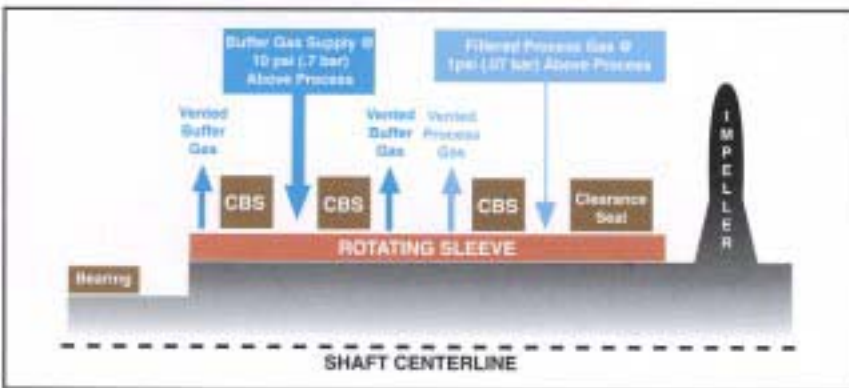 Buffer Gas Supply @
10 psi (.7 bar)
Above Process
Filtered Process Gas @
1psi (.07 bar) Above Process
Vented
Buffer
Gas
Vented
Buffer
Gas
Vented
Process
Gas
CBS
CBS
CBS
Clearance
Seal
IMPELLER
ROTATING SLEEVE
Bearing
SHAFT CENTERLINE